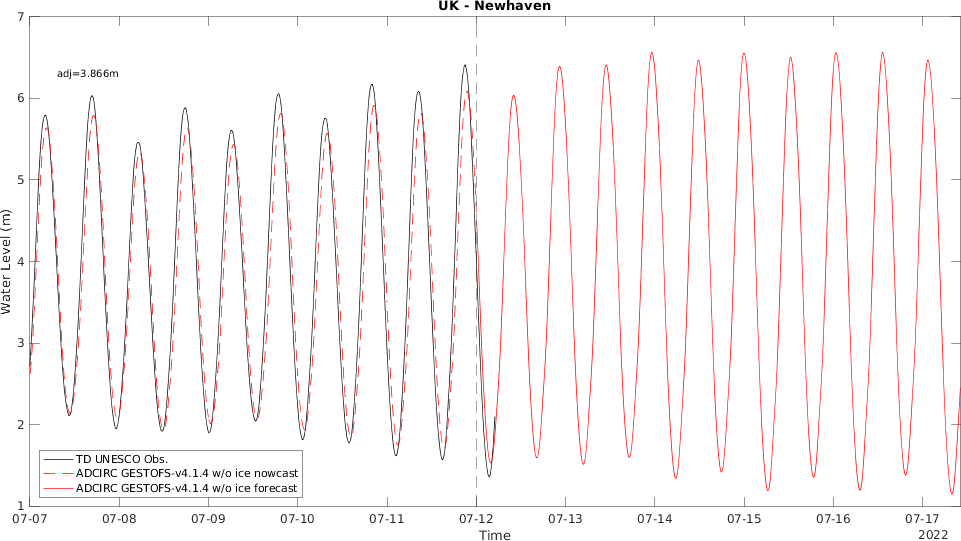 UK - Newhaven
7
adj=3.866m
6
5
4
3
2
1
Water Level (m)
TD UNESCO Obs.
ADCIRC GESTOFS-v4.1.4 w/o ice nowcast
ADCIRC GESTOFS-v4.1.4 w/o ice forecast
07-07 07-08 07-09 07-10 07-11 07-12 07-13 07-14 07-15 07-16 07-17
Time
2022